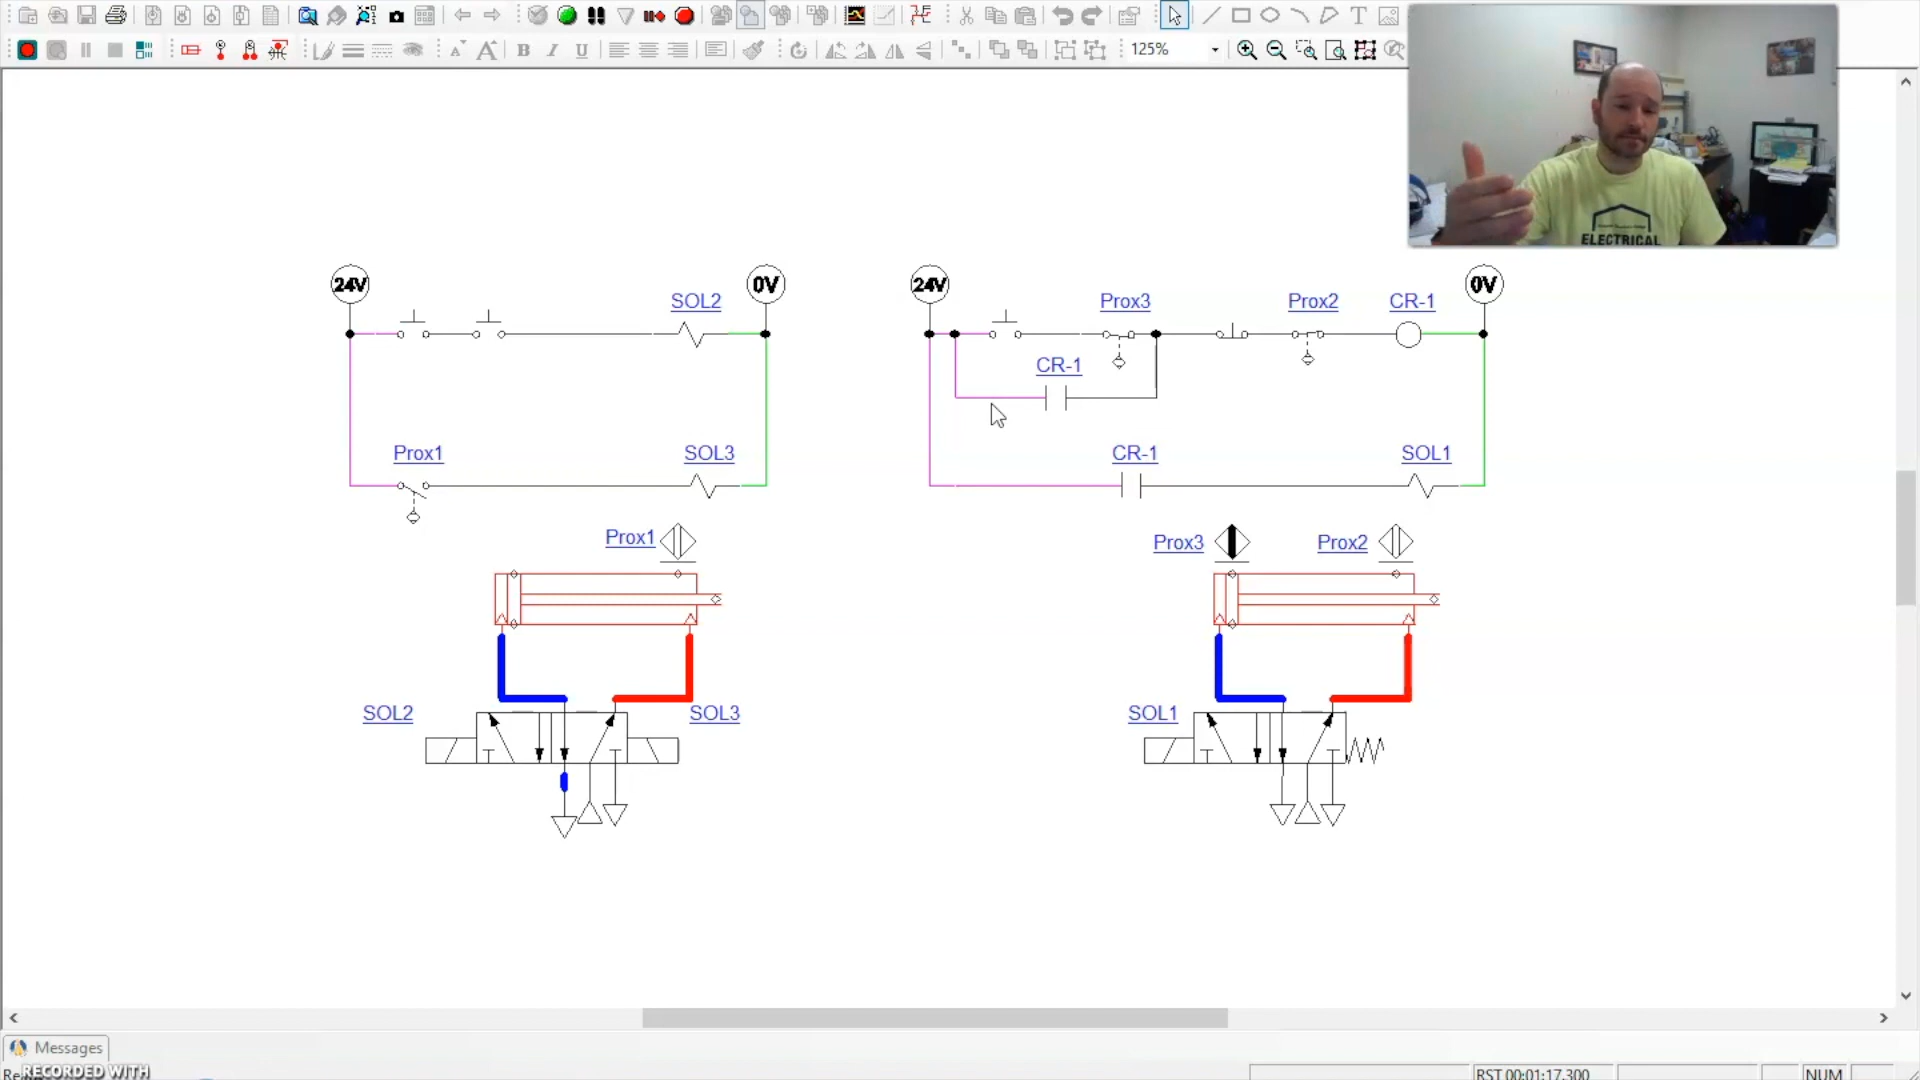 B I U
A A
T
125%
ELECTRICAL
24V
0V
SOL2
24V
0V
Prox3
Prox2
CR-1
CR-1
Prox1
SOL3
CR-1
SOL1
Prox1
Prox3
Prox2
SOL2
SOL3
SOL1
Messages
RECORDED WITH
RST 00:01:17.300
NUM